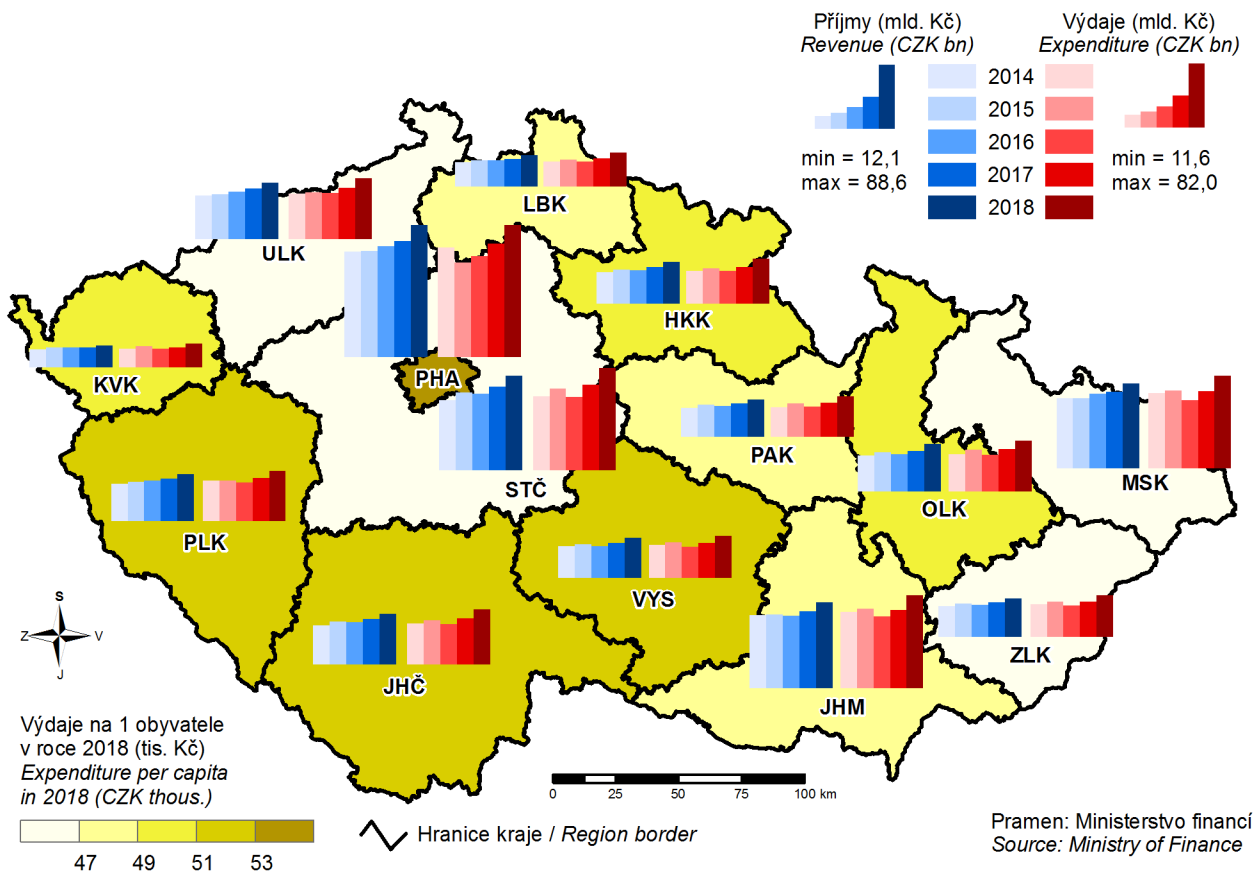 Příjmy (mld. Kč)
Revenue (CZK bn)
Výdaje (mld. Kč)
Expenditure (CZK bn)
2014
2015
2016
2017
2018
min = 12,1
max = 88,6
min = 11,6
max = 82,0
LBK
ULK
HKK
KVK
PHA
PAK
STČ
MSK
OLK
PLK
VYS
ZLK
JHČ
JHM
S
Z
V
J
Výdaje na 1 obyvatele
v roce 2018 (tis. Kč)
Expenditure per capita
in 2018 (CZK thous.)
47 49 51 53
Hranice kraje / Region border
0 25 50 75 100 km
Pramen: Ministerstvo financí
Source: Ministry of Finance